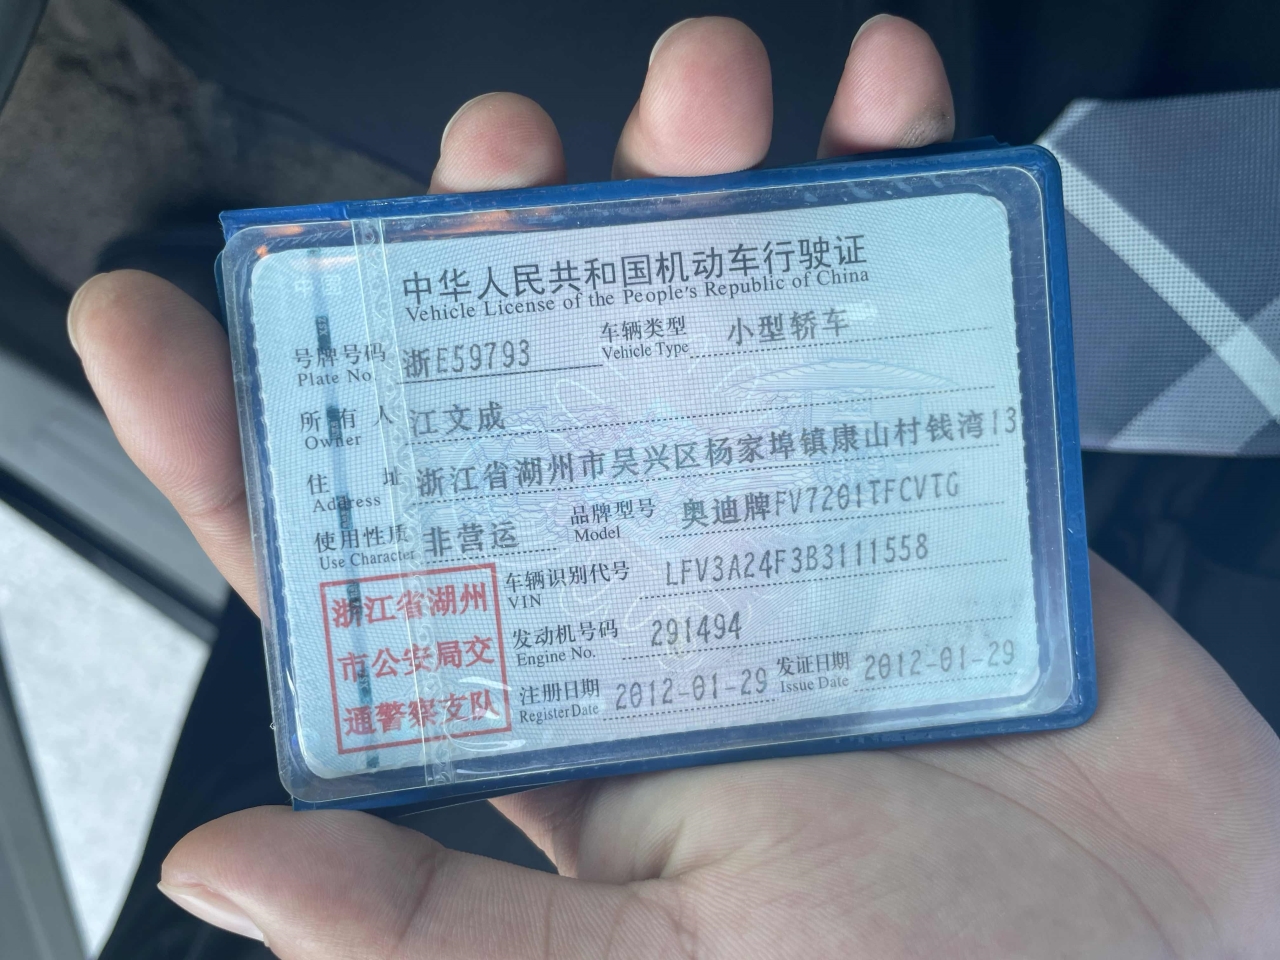 中华人民共和国机动车行驶证
Vehicle License of the People's Republic of China
号牌号码 浙E59793 车辆类型 小型轿车
Plate No. Vehicle Type
所有人 江文成
Owner
住址 浙江省湖州市吴兴区杨家埠镇康山村钱湾13
Address
使用性质 非营运 品牌型号 奥迪牌FV7201TFCVTG
Use Character Model
车辆识别代号 LFV3A24F3B3111558
VIN
发动机号码 291494
Engine No.
注册日期 2012-01-29 发证日期 2012-01-29
Register Date Issue Date
浙江省湖州
市公安局交
通警察支队